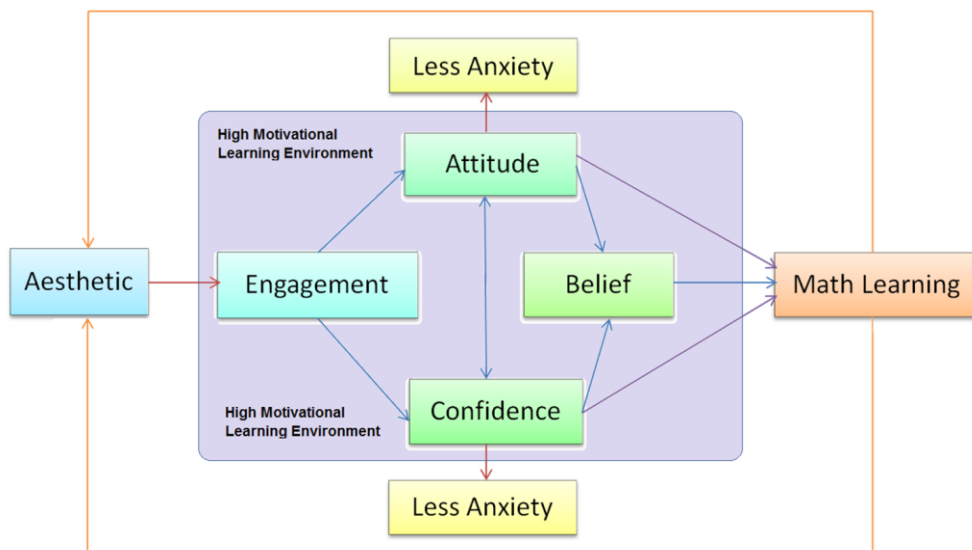 Less Anxiety
High Motivational
Learning Environment
Attitude
Aesthetic
Engagement
Belief
Math Learning
High Motivational
Learning Environment
Confidence
Less Anxiety